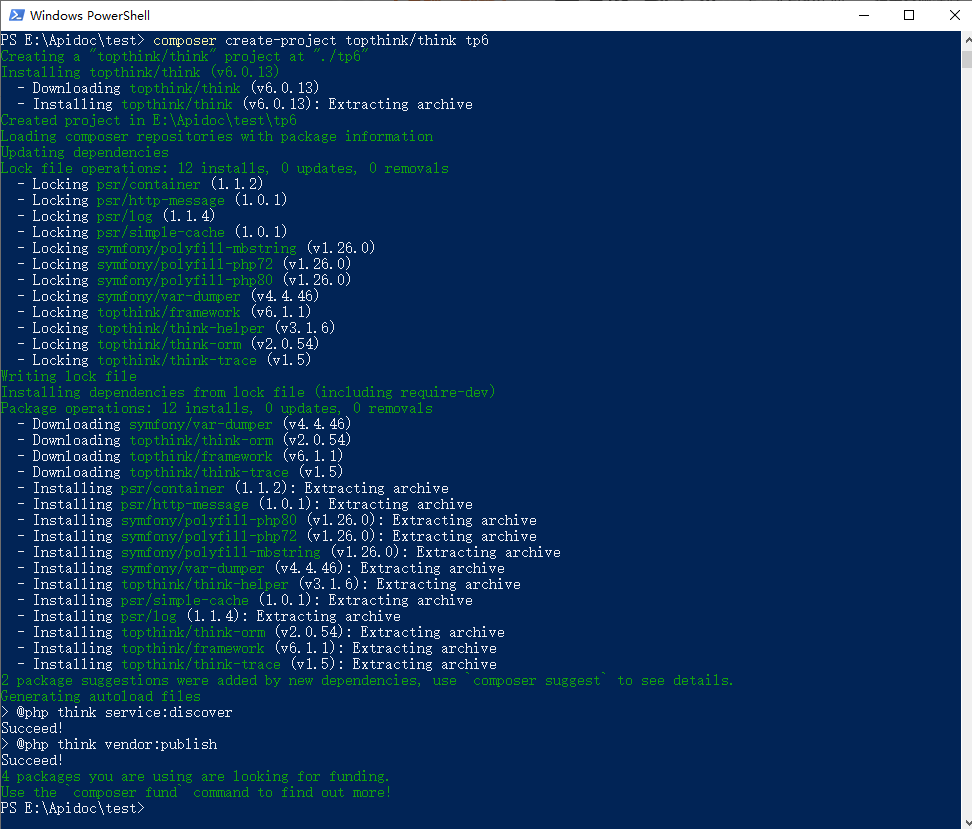 Windows PowerShell
PS E:\Apidoc\test> composer create-project topthink/think tp6
Creating a "topthink/think" project at "./tp6"
Installing topthink/think (v6.0.13)
  - Downloading topthink/think (v6.0.13)
  - Installing topthink/think (v6.0.13): Extracting archive
Created project in E:\Apidoc\test\tp6
Loading composer repositories with package information
Updating dependencies
Lock file operations: 12 installs, 0 updates, 0 removals
  - Locking psr/container (1.1.2)
  - Locking psr/http-message (1.0.1)
  - Locking psr/log (1.1.4)
  - Locking psr/simple-cache (1.0.1)
  - Locking symfony/polyfill-mbstring (v1.26.0)
  - Locking symfony/polyfill-php72 (v1.26.0)
  - Locking symfony/polyfill-php80 (v1.26.0)
  - Locking symfony/var-dumper (v4.4.46)
  - Locking topthink/framework (v6.1.1)
  - Locking topthink/think-helper (v3.1.6)
  - Locking topthink/think-orm (v2.0.54)
  - Locking topthink/think-trace (v1.5)
Writing lock file
Installing dependencies from lock file (including require-dev)
Package operations: 12 installs, 0 updates, 0 removals
  - Downloading symfony/var-dumper (v4.4.46)
  - Downloading topthink/think-orm (v2.0.54)
  - Downloading topthink/framework (v6.1.1)
  - Downloading topthink/think-trace (v1.5)
  - Installing psr/container (1.1.2): Extracting archive
  - Installing psr/http-message (1.0.1): Extracting archive
  - Installing symfony/polyfill-php80 (v1.26.0): Extracting archive
  - Installing symfony/polyfill-php72 (v1.26.0): Extracting archive
  - Installing symfony/polyfill-mbstring (v1.26.0): Extracting archive
  - Installing symfony/var-dumper (v4.4.46): Extracting archive
  - Installing topthink/think-helper (v3.1.6): Extracting archive
  - Installing psr/simple-cache (1.0.1): Extracting archive
  - Installing psr/log (1.1.4): Extracting archive
  - Installing topthink/think-orm (v2.0.54): Extracting archive
  - Installing topthink/framework (v6.1.1): Extracting archive
  - Installing topthink/think-trace (v1.5): Extracting archive
2 package suggestions were added by new dependencies, use `composer suggest` to see details.
Generating autoload files
> @php think service:discover
Succeed!
> @php think vendor:publish
Succeed!
4 packages you are using are looking for funding.
Use the `composer fund` command to find out more!
PS E:\Apidoc\test>